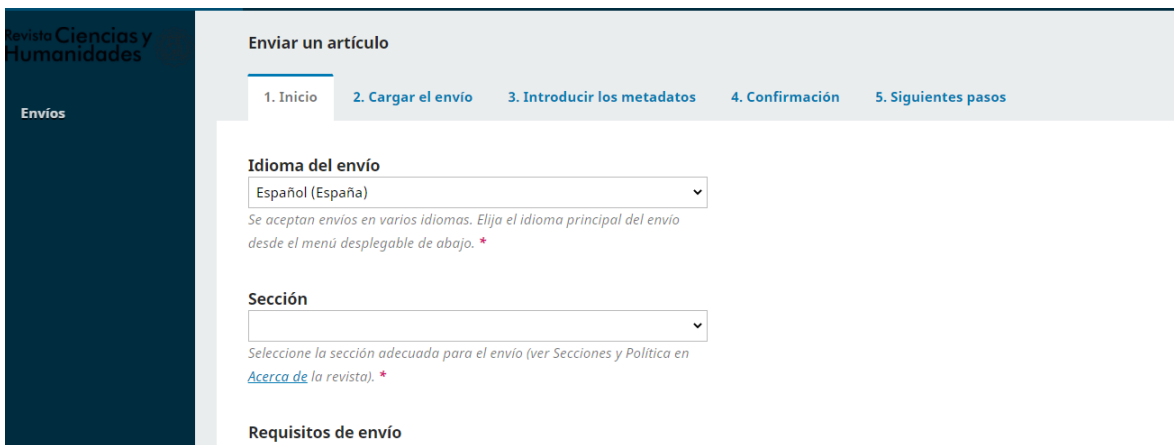 Revista Ciencias y
Humanidades
Envíos
Enviar un artículo
1. Inicio 2. Cargar el envío 3. Introducir los metadatos 4. Confirmación 5. Siguientes pasos
Idioma del envío
Español (España)
Se aceptan envíos en varios idiomas. Elija el idioma principal del envío
desde el menú desplegable de abajo. *
Sección
Seleccione la sección adecuada para el envío (ver Secciones y Política en
Acerca de la revista). *
Requisitos de envío